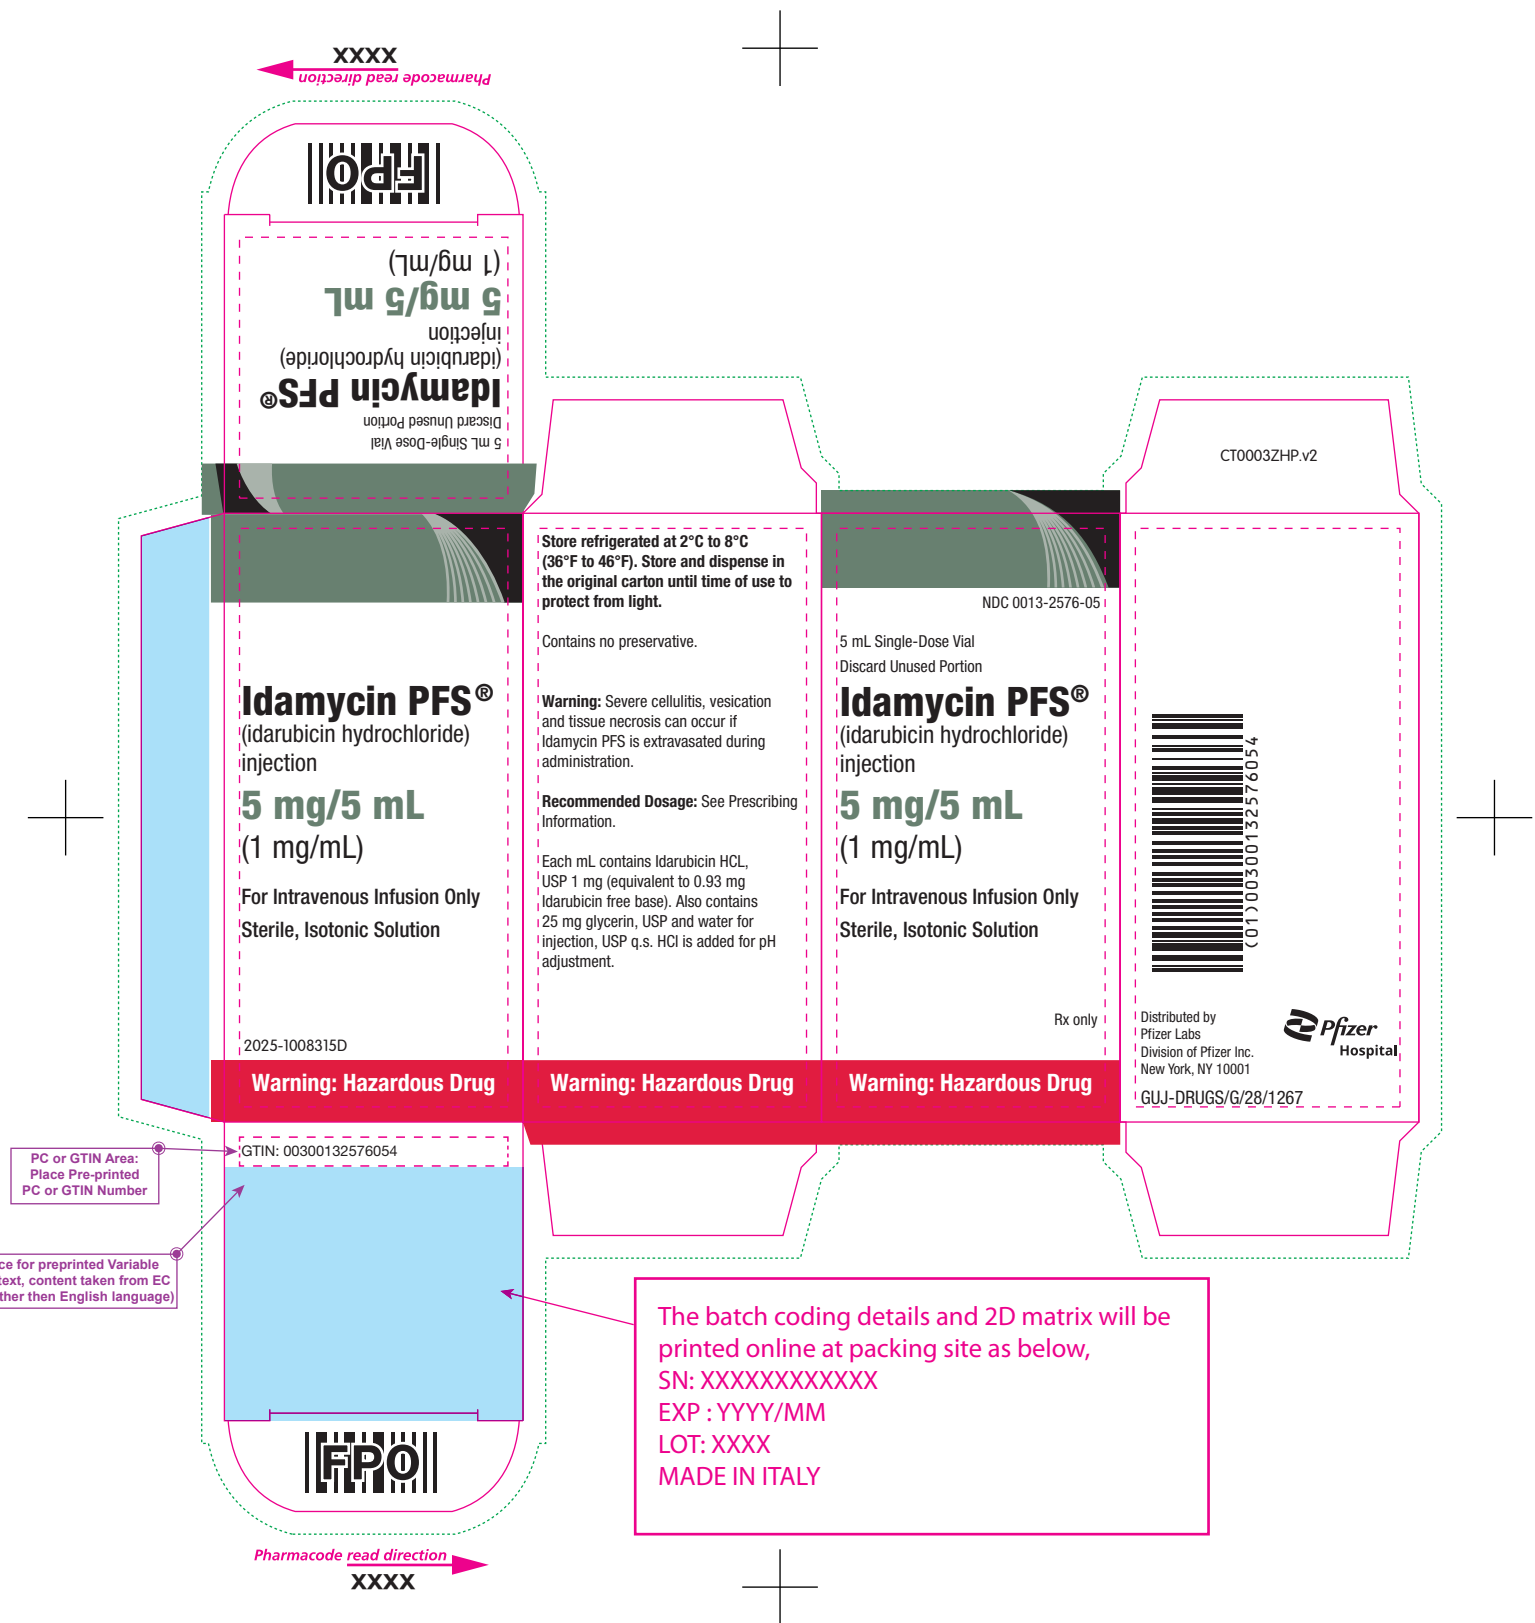 XXXX
Pharmacode read direction
FPO
(1 mg/mL)
5 mg/5 mL
injection
(idarubicin hydrochloride)
Idamycin PFS®
Discard Unused Portion
5 mL Single-Dose Vial
CT0003ZHP.v2
Idamycin PFS®
(idarubicin hydrochloride)
injection
5 mg/5 mL
(1 mg/mL)
For Intravenous Infusion Only
Sterile, Isotonic Solution
2025-1008315D
Warning: Hazardous Drug
Store refrigerated at 2°C to 8°C
(36°F to 46°F). Store and dispense in
the original carton until time of use to
protect from light.
Contains no preservative.
Warning: Severe cellulitis, vesication
and tissue necrosis can occur if
Idamycin PFS is extravasated during
administration.
Recommended Dosage: See Prescribing
Information.
Each mL contains Idarubicin HCL,
USP 1 mg (equivalent to 0.93 mg
Idarubicin free base). Also contains
25 mg glycerin, USP and water for
injection, USP q.s. HCl is added for pH
adjustment.
Warning: Hazardous Drug
NDC 0013-2576-05
5 mL Single-Dose Vial
Discard Unused Portion
Idamycin PFS®
(idarubicin hydrochloride)
injection
5 mg/5 mL
(1 mg/mL)
For Intravenous Infusion Only
Sterile, Isotonic Solution
Rx only
Warning: Hazardous Drug
(01)00300132576054
Distributed by
Pfizer Labs
Division of Pfizer Inc.
New York, NY 10001
Pfizer
Hospital
GUJ-DRUGS/G/28/1267
PC or GTIN Area:
Place Pre-printed
PC or GTIN Number
GTIN: 00300132576054
for preprinted Variable
text, content taken from EC
then English language)
The batch coding details and 2D matrix will be
printed online at packing site as below,
SN: XXXXXXXXXXXX
EXP : YYYY/MM
LOT: XXXX
MADE IN ITALY
FPO
Pharmacode read direction
XXXX